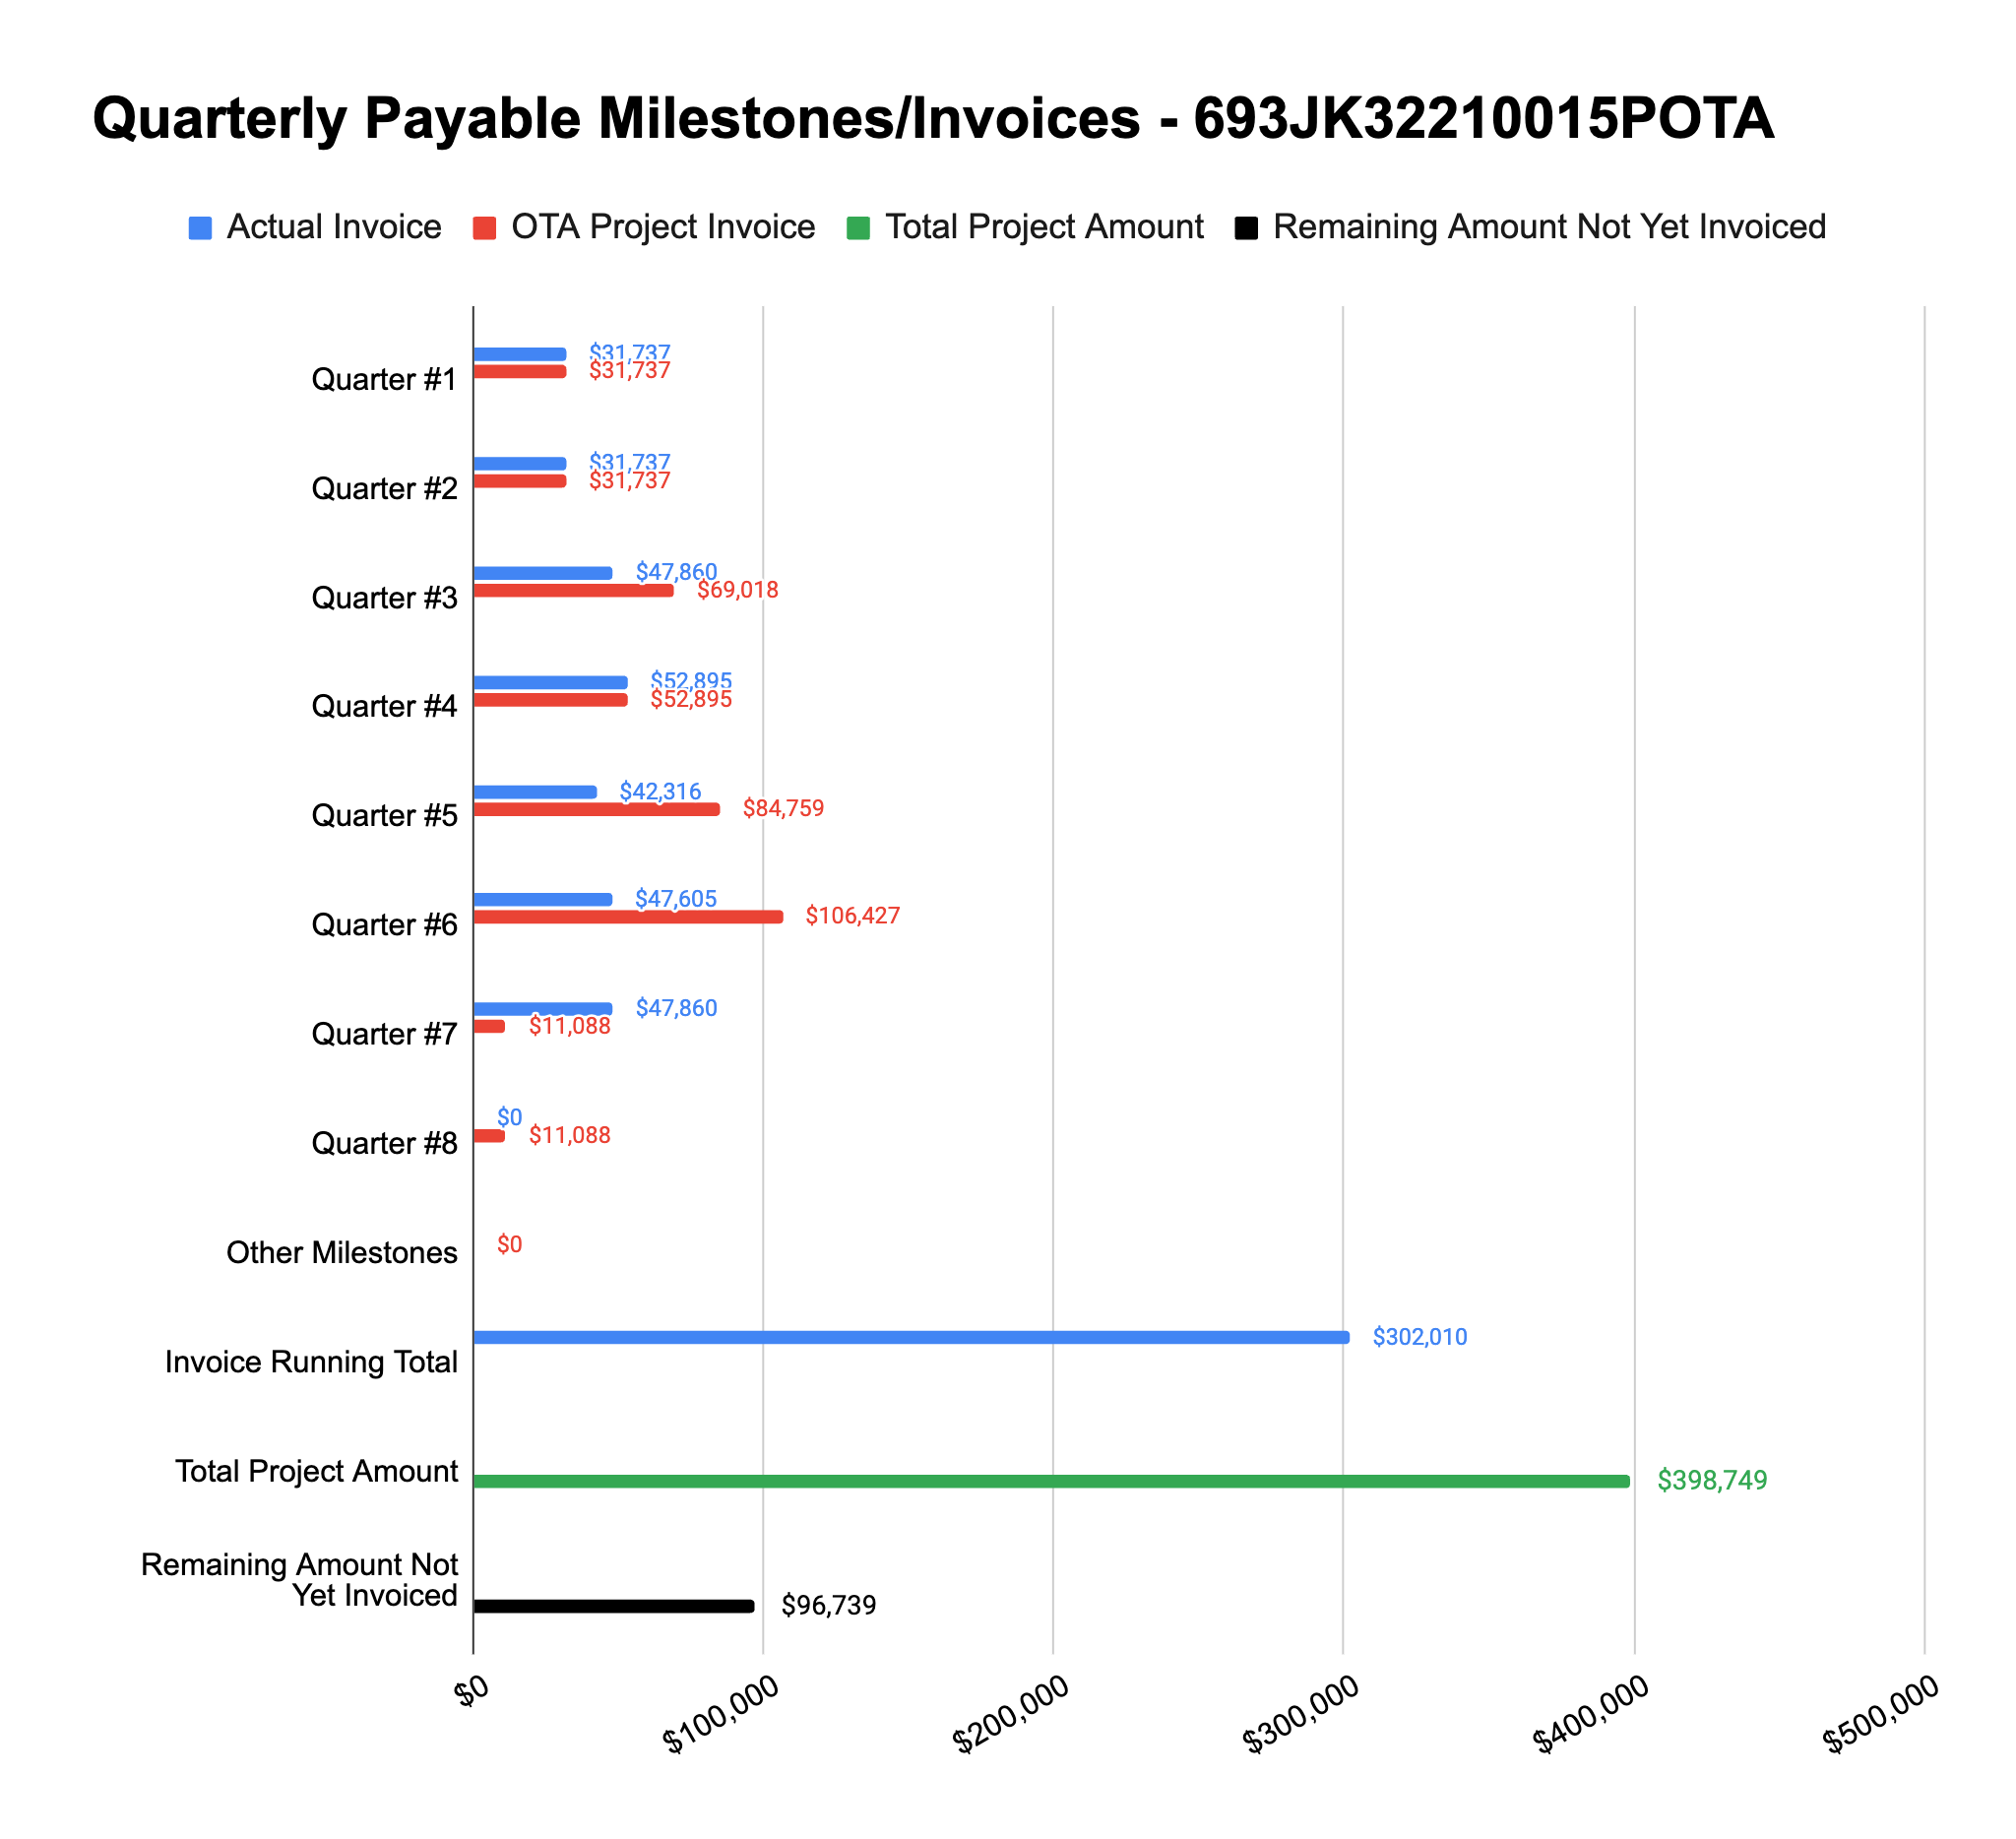 Quarterly Payable Milestones/Invoices - 693JK32210015POTA
Actual Invoice OTA Project Invoice Total Project Amount Remaining Amount Not Yet Invoiced
$31,737
Quarter #1 $31,737
$31,737
Quarter #2 $31,737
$47,860
Quarter #3 $69,018
$52,895
Quarter #4 $52,895
$42,316
Quarter #5 $84,759
$47,605
Quarter #6 $106,427
$47,860
Quarter #7 $11,088
$0
Quarter #8 $11,088
Other Milestones $0
$302,010
Invoice Running Total
Total Project Amount $398,749
Remaining Amount Not
Yet Invoiced $96,739
$0 $100,000 $200,000 $300,000 $400,000 $500,000